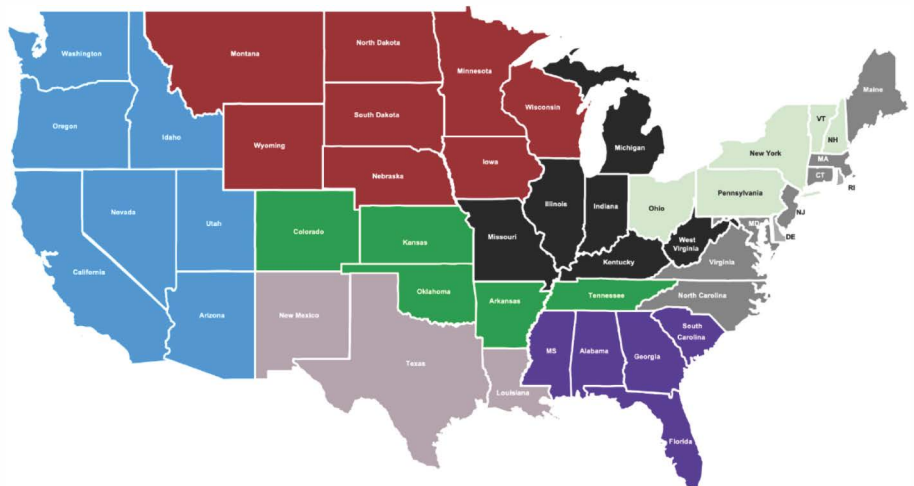 Washington
Montana
North Dakota
Minnesota
Maine
Oregon
Idaho
South Dakota
Wisconsin
Michigan
VT
NH
New York
MA
CT
RI
Wyoming
Iowa
Nebraska
Pennsylvania
NJ
Nevada
Utah
Colorado
Kansas
Missouri
Illinois
Indiana
Ohio
West
Virginia
MD
DE
California
Kentucky
Virginia
Arizona
New Mexico
Oklahoma
Arkansas
Tennessee
North Carolina
Texas
Louisiana
MS
Alabama
Georgia
South
Carolina
Florida